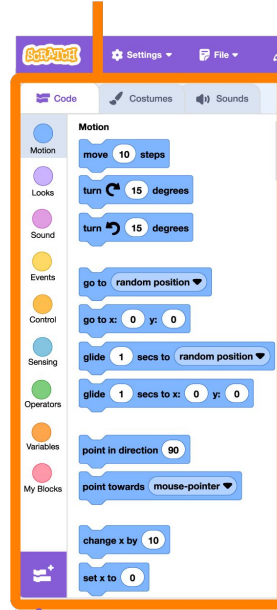 SCRATCH Settings File
Code Costumes Sounds
Motion
Looks
Sound
Events
Control
Sensing
Operators
Variables
My Blocks
Motion
move 10 steps
turn 15 degrees
turn 15 degrees
go to random position
go to x: 0 y: 0
glide 1 secs to random position
glide 1 secs to x: 0 y: 0
point in direction 90
point towards mouse-pointer
change x by 10
set x to 0